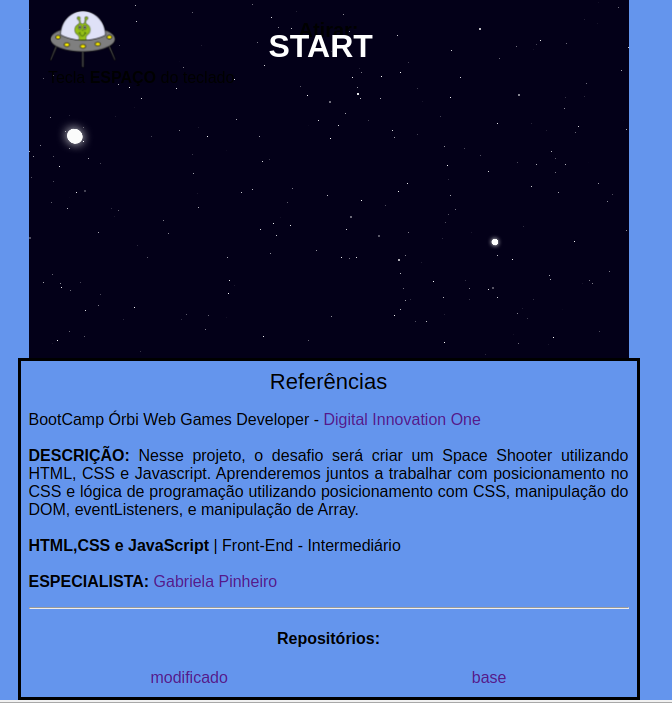 START
Referências
BootCamp Órbi Web Games Developer - Digital Innovation One
DESCRIÇÃO: Nesse projeto, o desafio será criar um Space Shooter utilizando
HTML, CSS e Javascript. Aprenderemos juntos a trabalhar com posicionamento no
CSS e lógica de programação utilizando posicionamento com CSS, manipulação do
DOM, eventListeners, e manipulação de Array.
HTML,CSS e JavaScript | Front-End - Intermediário
ESPECIALISTA: Gabriela Pinheiro
Repositórios:
modificado base